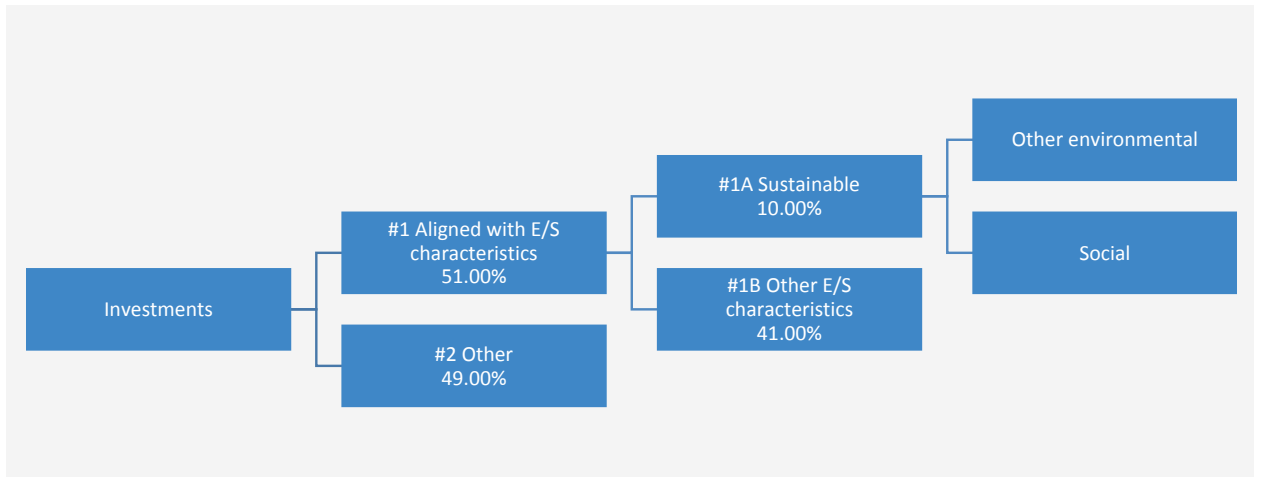 Investments
#1 Aligned with E/S
characteristics
51.00%
#2 Other
49.00%
#1A Sustainable
10.00%
#1B Other E/S
characteristics
41.00%
Other environmental
Social